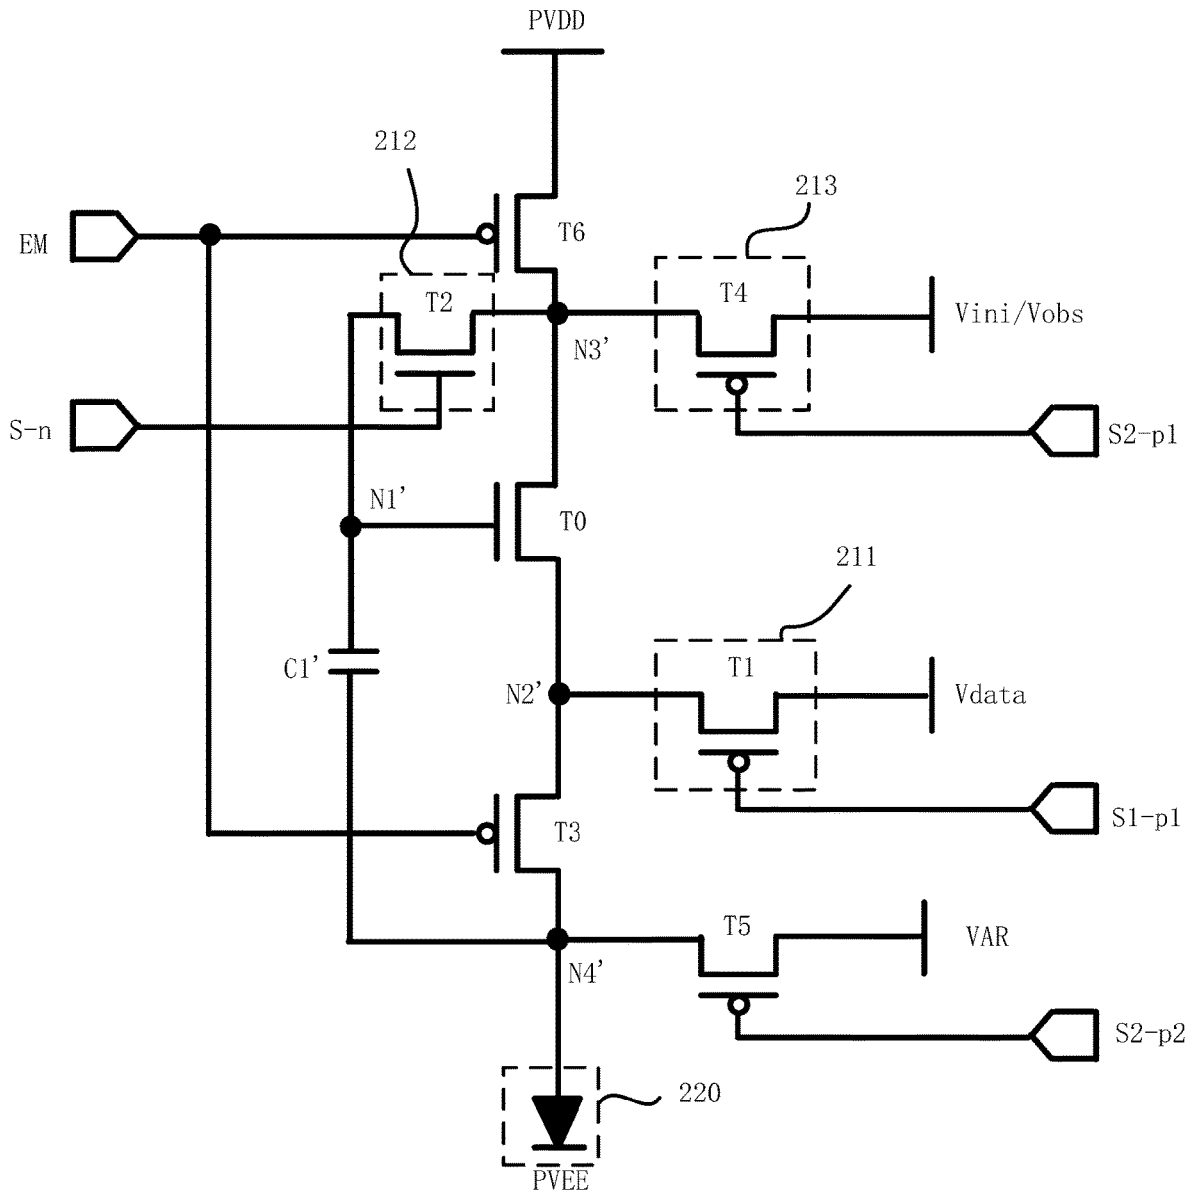 PVDD
212
213
EM
T6
T2
T4
Vini/Vobs
N3'
S-n
S2-p1
N1'
T0
211
C1'
T1
N2'
Vdata
T3
S1-p1
T5
VAR
N4'
S2-p2
220
PVEE